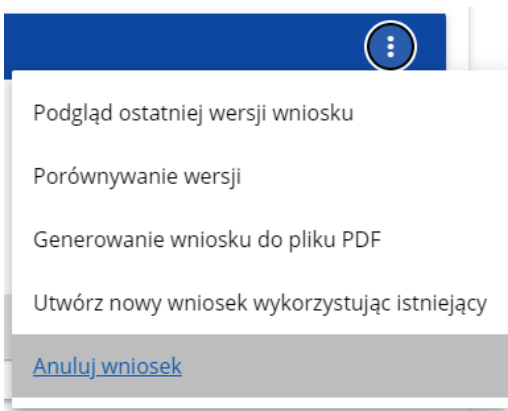 Podgląd ostatniej wersji wniosku
Porównywanie wersji
Generowanie wniosku do pliku PDF
Utwórz nowy wniosek wykorzystując istniejący
Anuluj wniosek